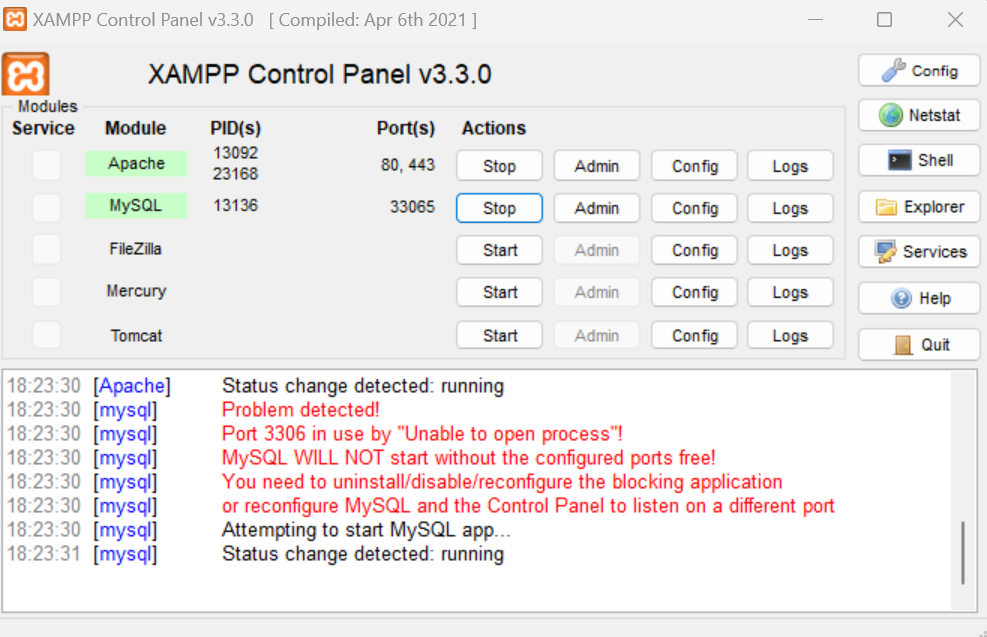 XAMPP Control Panel v3.3.0 [ Compiled: Apr 6th 2021 ]
XAMPP Control Panel v3.3.0
Config
Modules
Service Module PID(s) Port(s) Actions
Netstat
Apache 13092 23168 80, 443 Stop Admin Config Logs
Shell
MySQL 13136 33065 Stop Admin Config Logs
Explorer
FileZilla Start Admin Config Logs
Services
Mercury Start Admin Config Logs
Help
Tomcat Start Admin Config Logs
Quit
18:23:30 [Apache] Status change detected: running
18:23:30 [mysql] Problem detected!
18:23:30 [mysql] Port 3306 in use by "Unable to open process"!
18:23:30 [mysql] MySQL WILL NOT start without the configured ports free!
18:23:30 [mysql] You need to uninstall/disable/reconfigure the blocking application
18:23:30 [mysql] or reconfigure MySQL and the Control Panel to listen on a different port
18:23:30 [mysql] Attempting to start MySQL app...
18:23:31 [mysql] Status change detected: running